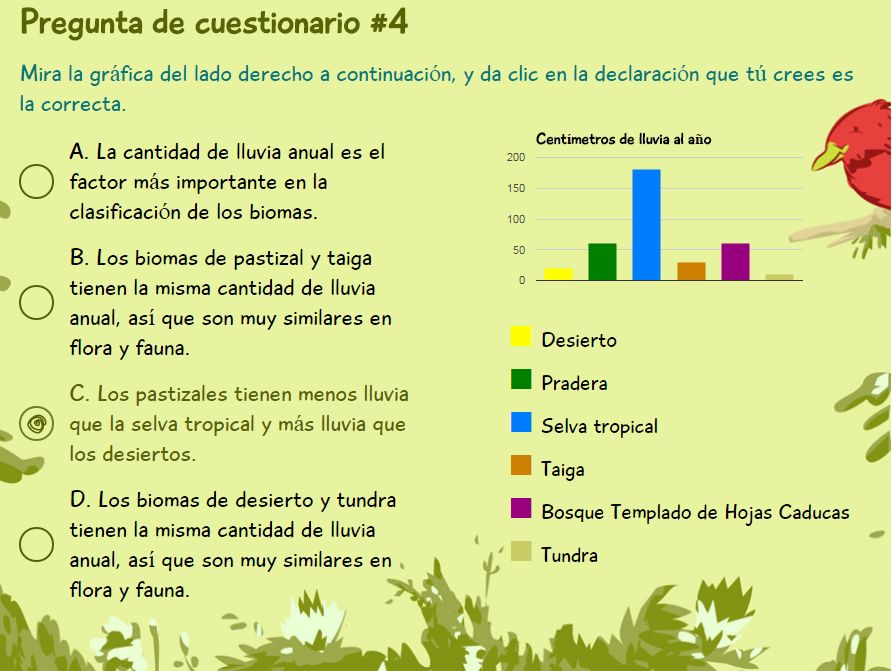 Pregunta de cuestionario #4
Mira la gráfica del lado derecho a continuación, y da clic en la declaración que tú crees es
la correcta.
A. La cantidad de lluvia anual es el
factor más importante en la
clasificación de los biomas.
B. Los biomas de pastizal y taiga
tienen la misma cantidad de lluvia
anual, así que son muy similares en
flora y fauna.
C. Los pastizales tienen menos lluvia
que la selva tropical y más lluvia que
los desiertos.
D. Los biomas de desierto y tundra
tienen la misma cantidad de lluvia
anual, así que son muy similares en
flora y fauna.
Centímetros de lluvia al año
200
150
100
50
0
Desierto
Pradera
Selva tropical
Taiga
Bosque Templado de Hojas Caducas
Tundra